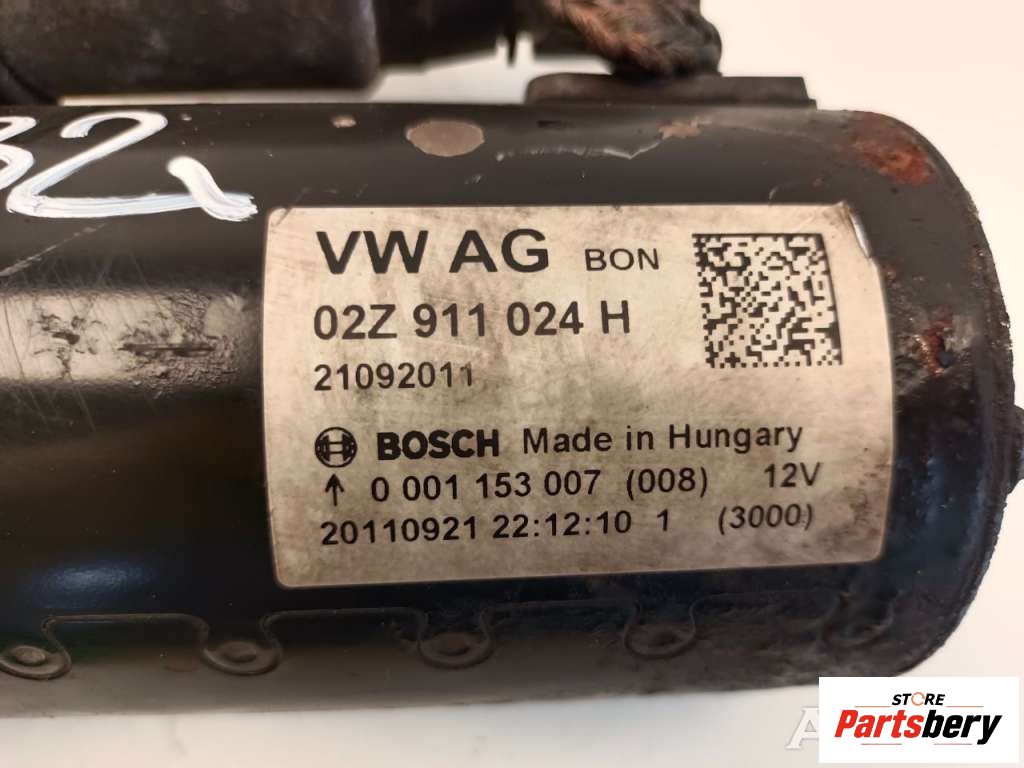 32
VW AG BON
02Z 911 024 H
21092011
BOSCH Made in Hungary
↑ 0 001 153 007 (008) 12V
20110921 22:12:10 1 (3000)
STORE
Partsbery